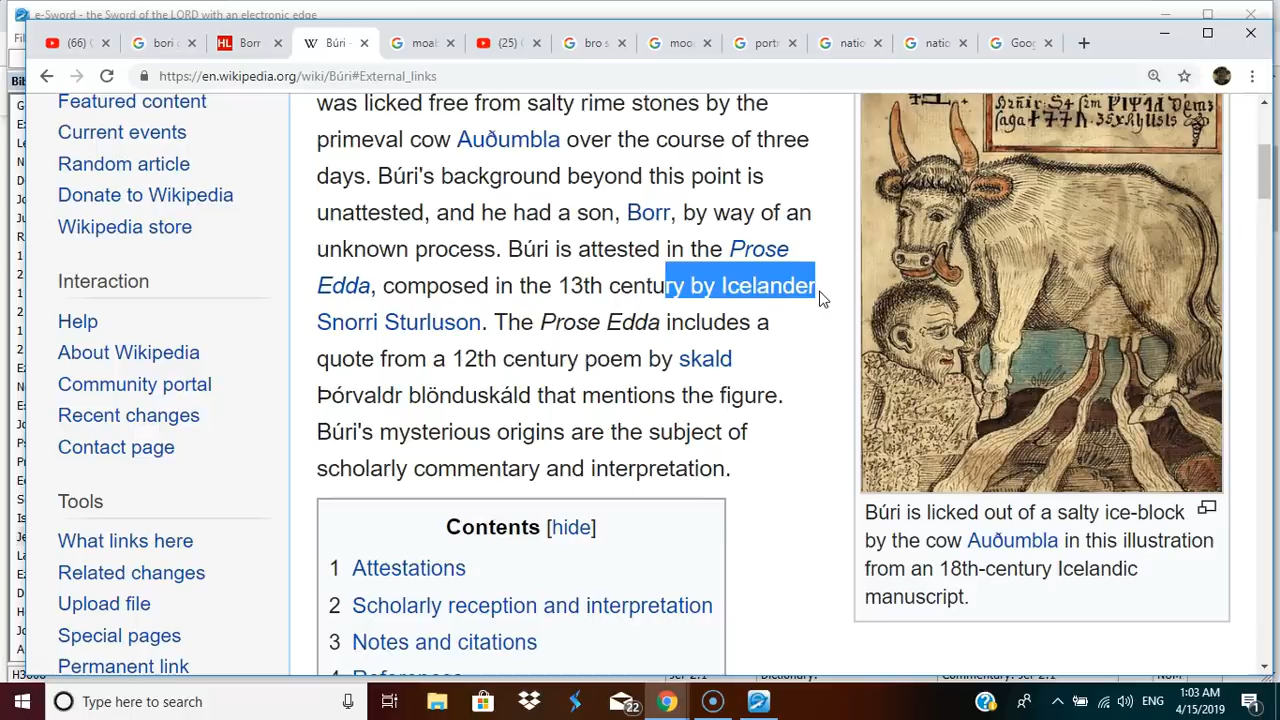 e-Sword - the Sword of the LORD with an electronic edge
(66)
bori
HL Borr
W Búri -
moab
(25)
bro s
moo
portr
natio
natio
Goog
https://en.wikipedia.org/wiki/Búri#External_links
Featured content
Current events
Random article
Donate to Wikipedia
Wikipedia store
Interaction
Help
About Wikipedia
Community portal
Recent changes
Contact page
Tools
What links here
Related changes
Upload file
Special pages
Permanent link
was licked free from salty rime stones by the
primeval cow Auðumbla over the course of three
days. Búri's background beyond this point is
unattested, and he had a son, Borr, by way of an
unknown process. Búri is attested in the Prose
Edda, composed in the 13th century by Icelander
Snorri Sturluson. The Prose Edda includes a
quote from a 12th century poem by skald
Þórvaldr blönduskáld that mentions the figure.
Búri's mysterious origins are the subject of
scholarly commentary and interpretation.
Contents [hide]
1 Attestations
2 Scholarly reception and interpretation
3 Notes and citations
Búri is licked out of a salty ice-block
by the cow Auðumbla in this illustration
from an 18th-century Icelandic
manuscript.
Type here to search
22
ENG
1:03 AM
4/15/2019
1